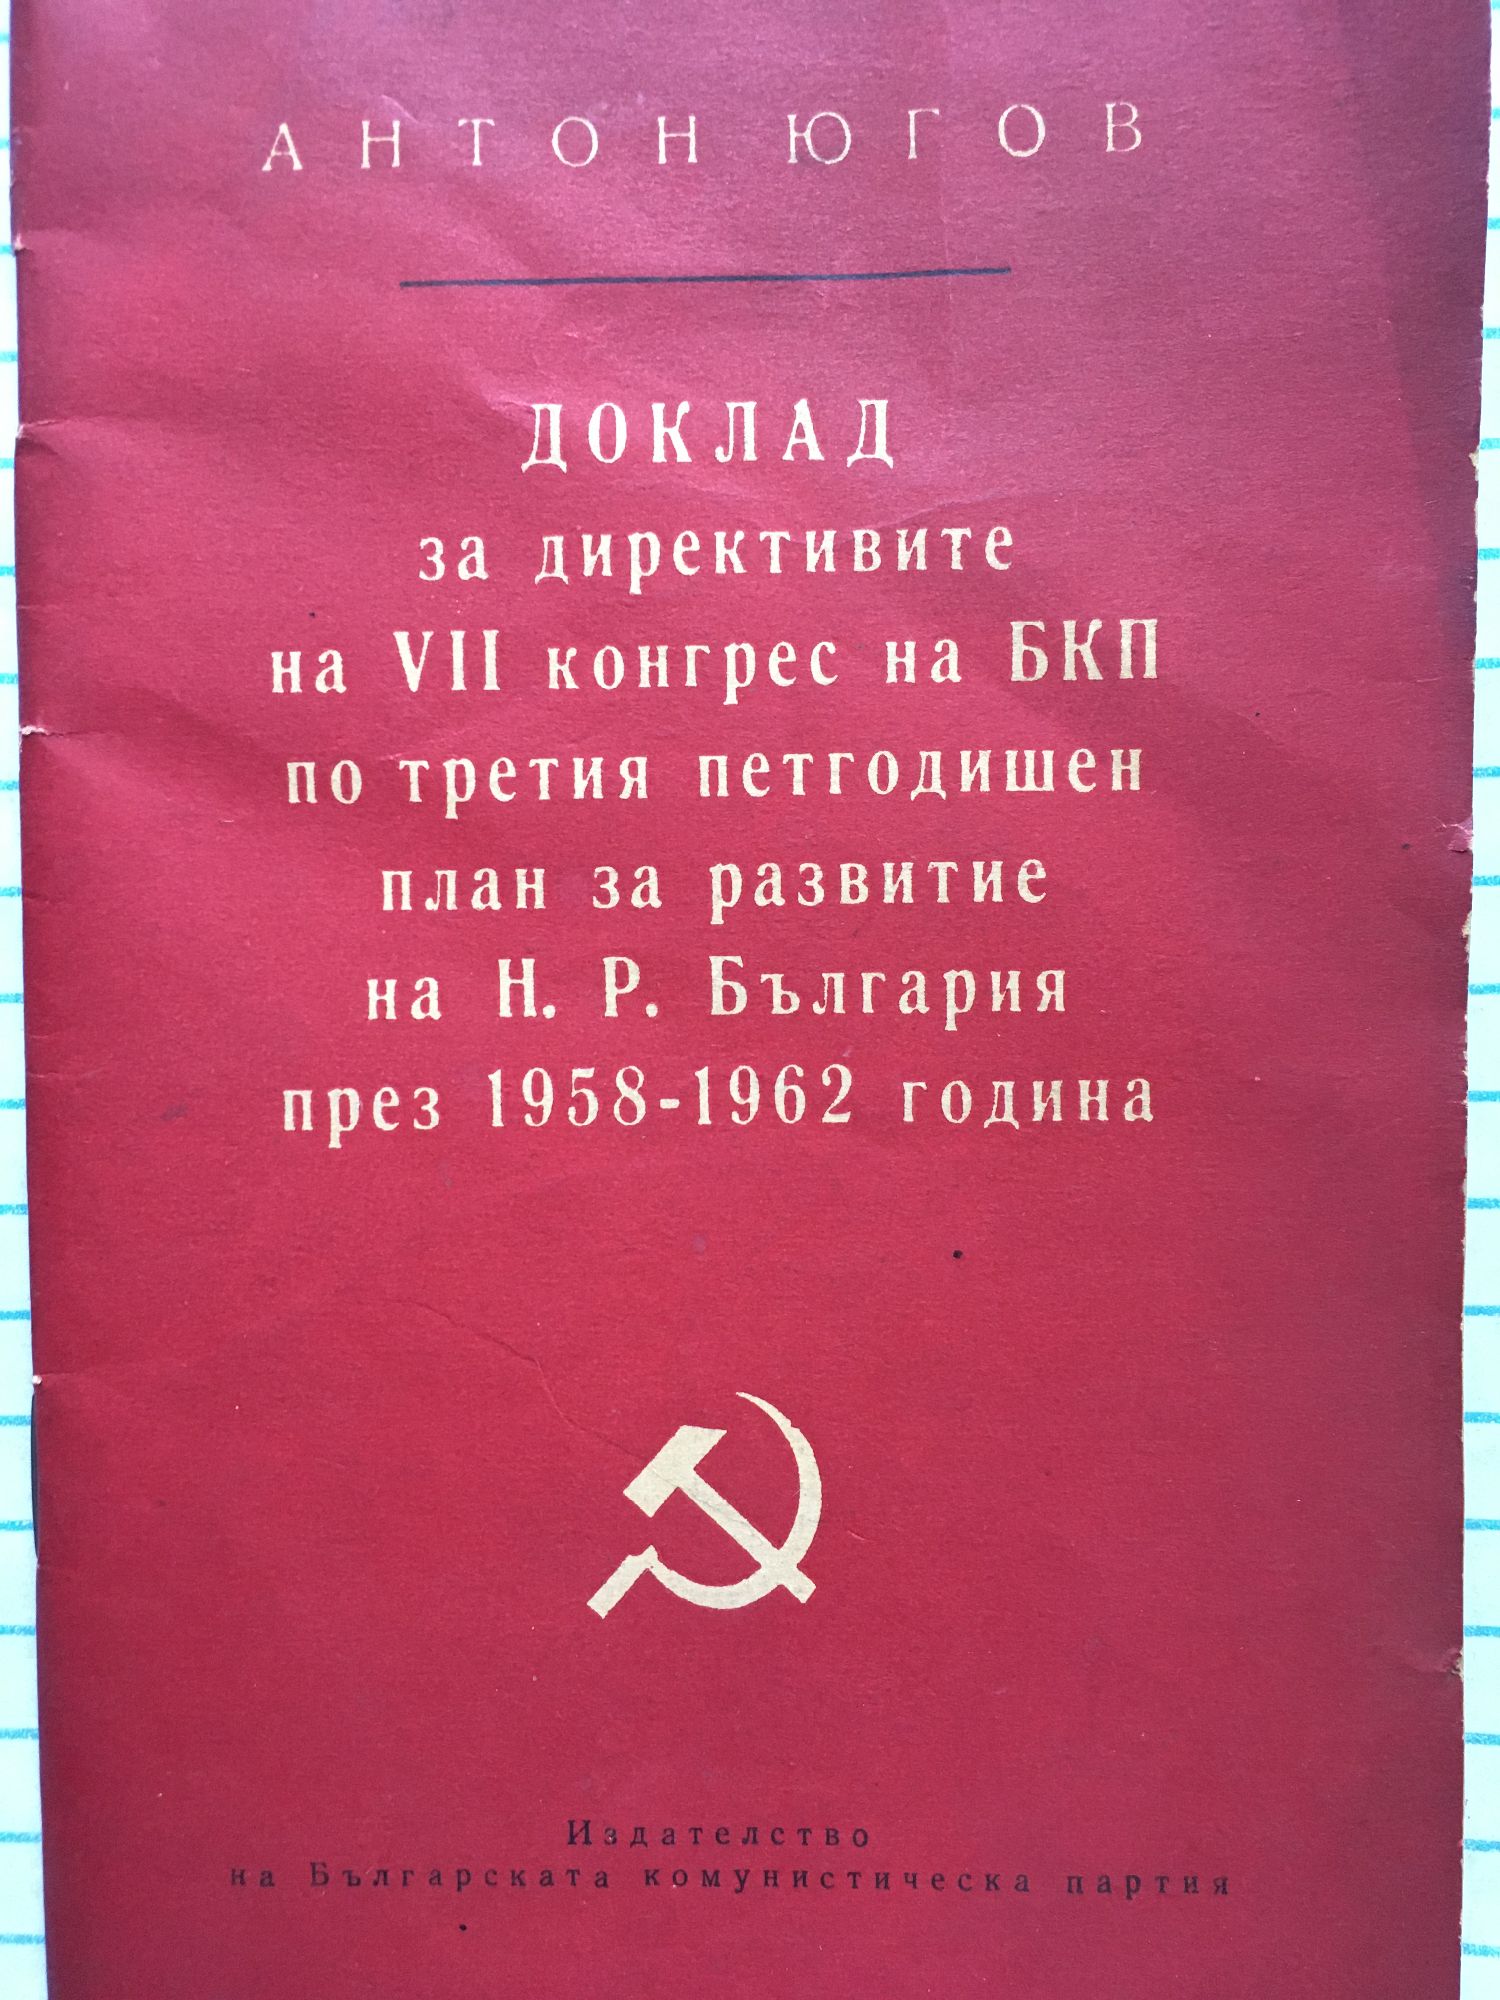 АНТОН ЮГОВ
ДОКЛАД
за директивите
на VII конгрес на БКП
по третия петгодишен
план за развитие
на Н. Р. България
през 1958-1962 година
Издателство
на Българската комунистическа партия